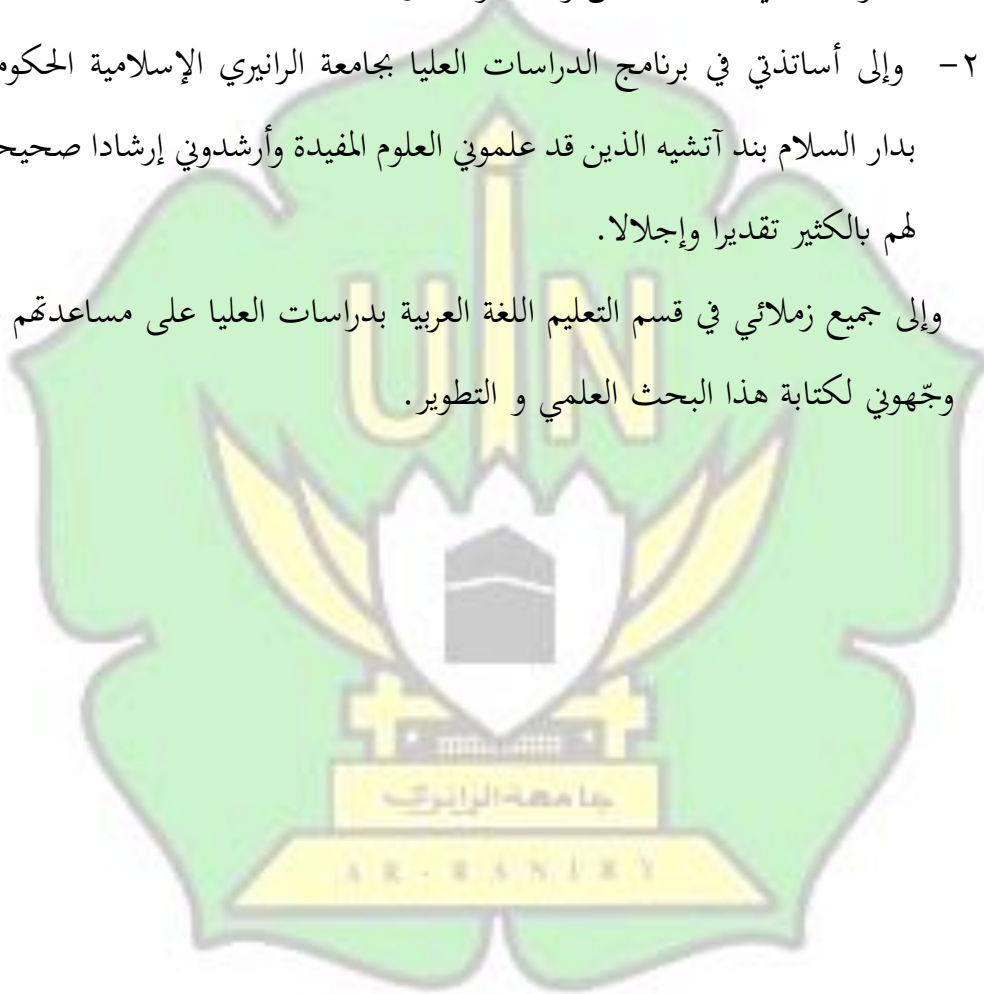 ٢- وإلى أساتذتي في برنامج الدراسات العليا بجامعة الرانيري الإسلامية
بدار السلام بند آتشيه الذين قد علموني العلوم المفيدة وأرشدوني إرشادا
لهم بالكثير تقديرا وإجلالا.
وإلى جميع زملائي في قسم التعليم اللغة العربية بدراسات العليا على مساعدتهم
وجّهوني لكتابة هذا البحث العلمي و التطوير.
UIN
جامعة الرانيري
AR-RANIRY